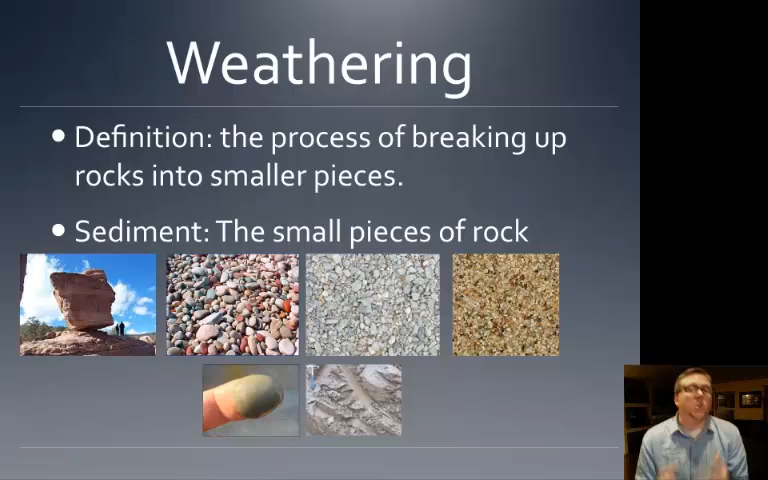 Weathering
Definition: the process of breaking up
rocks into smaller pieces.
Sediment: The small pieces of rock